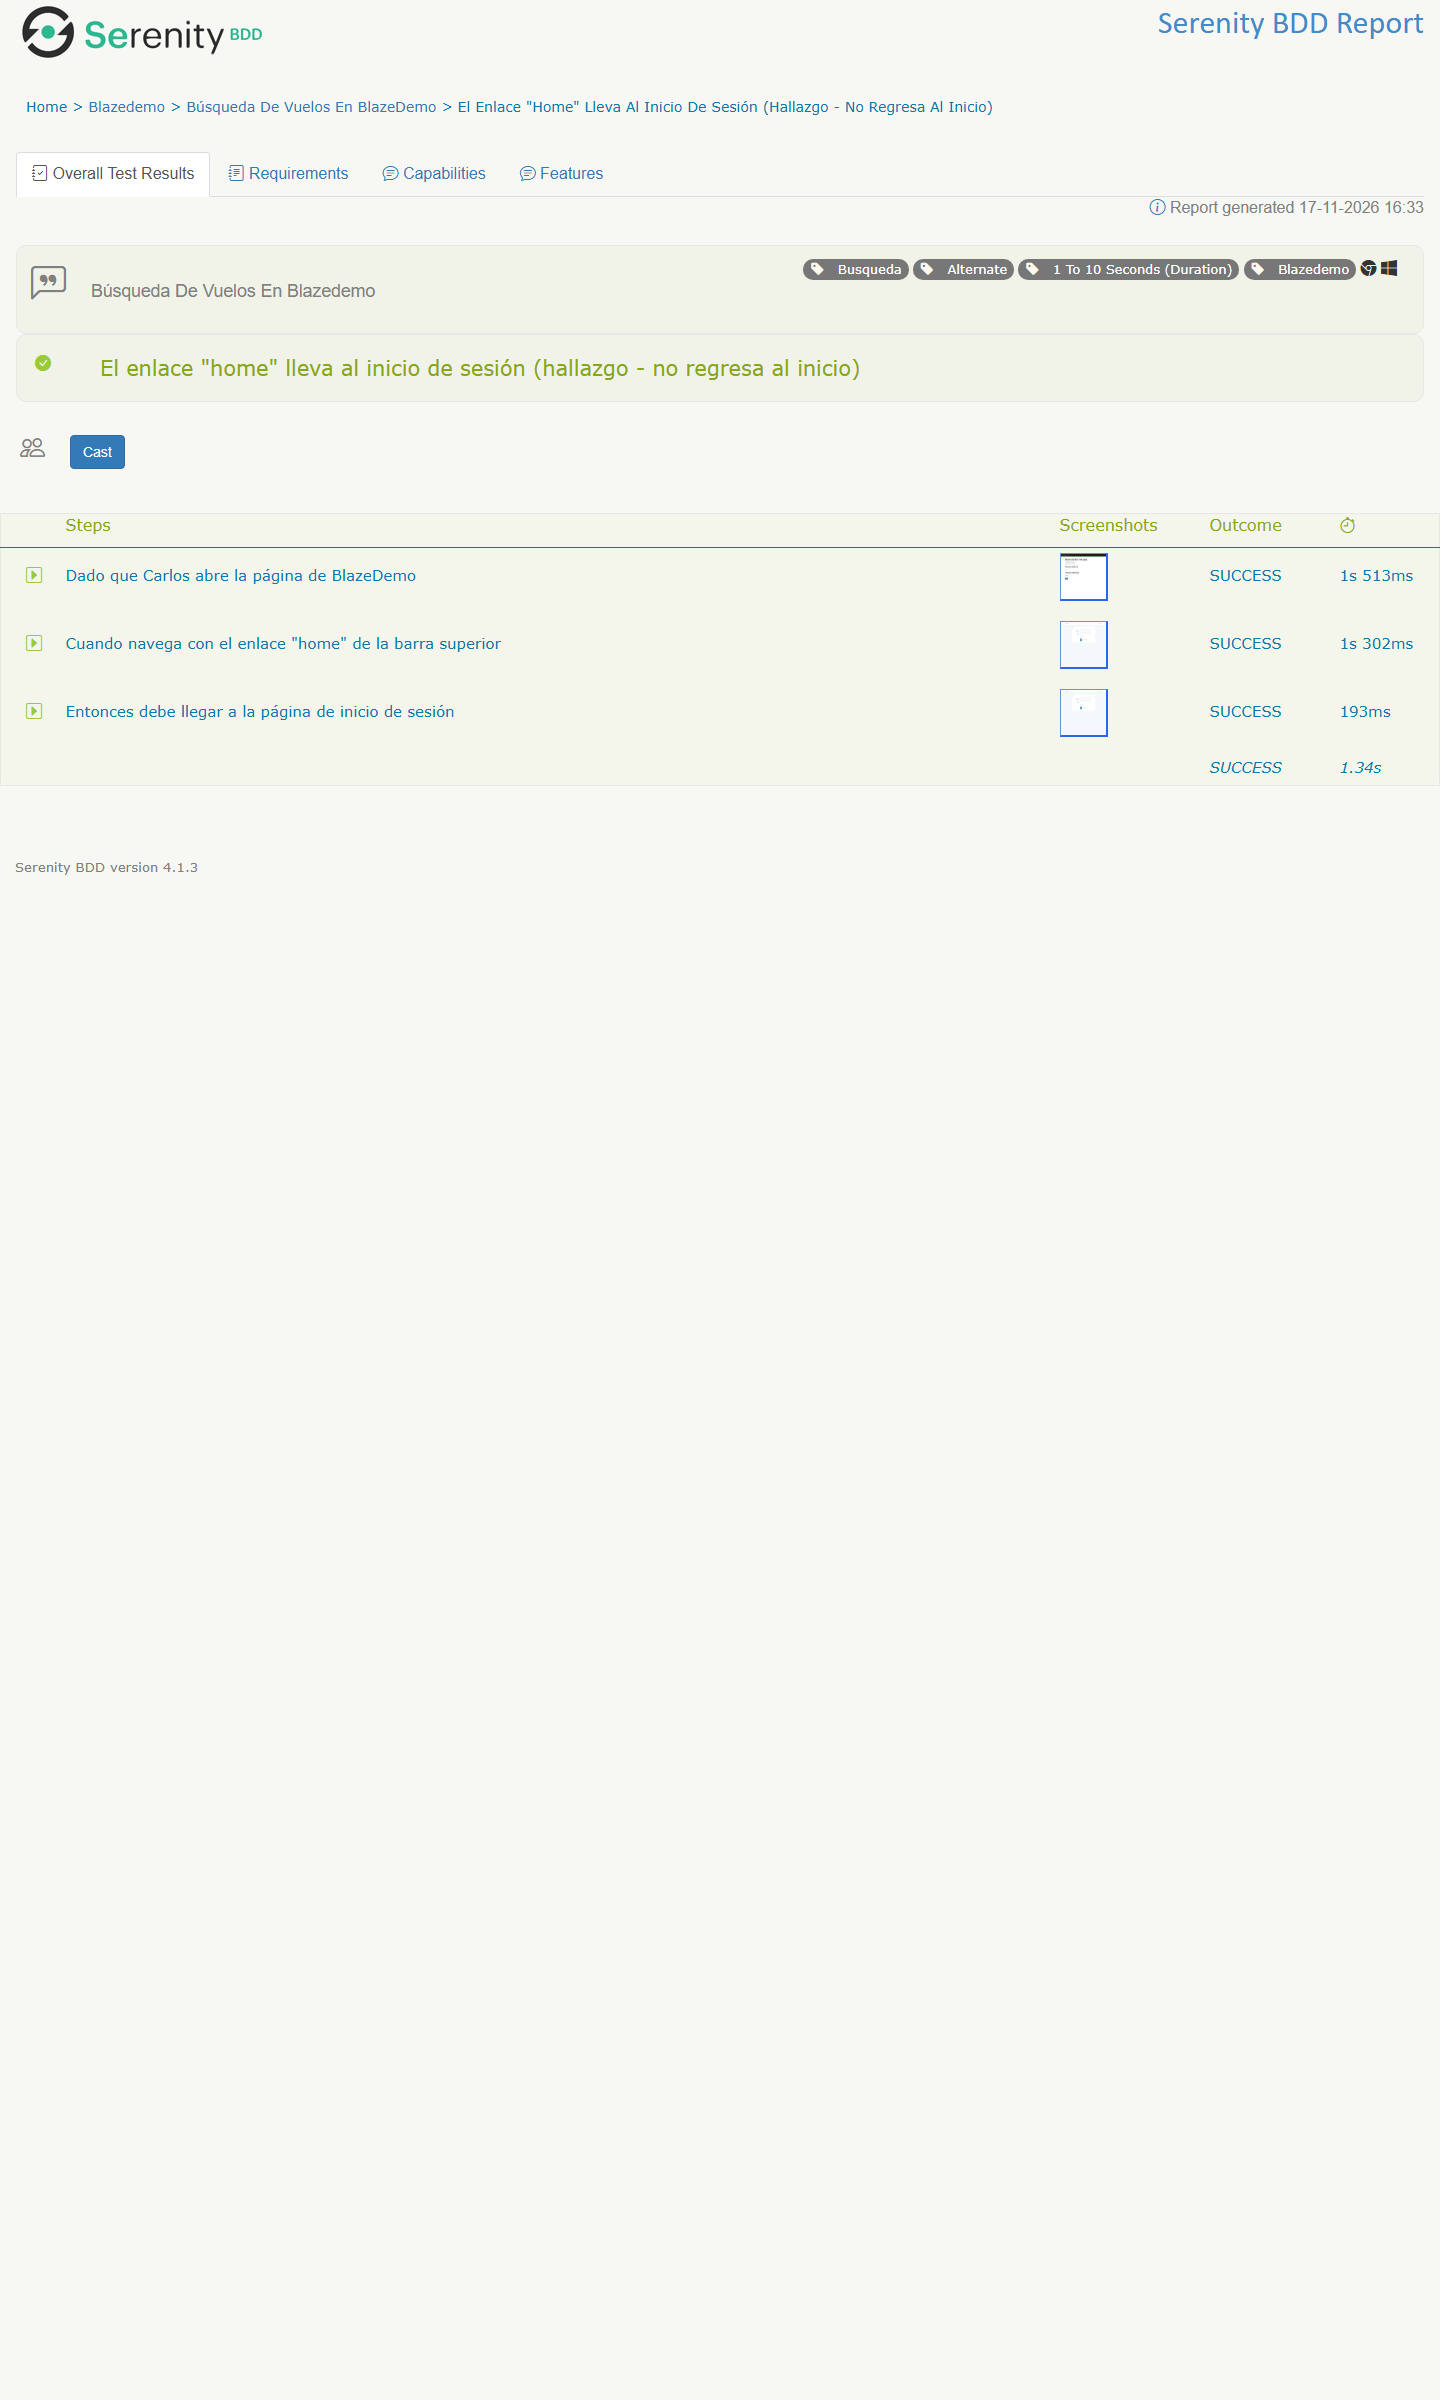 Serenity BDD
Serenity BDD Report
Home > Blazedemo > Búsqueda De Vuelos En BlazeDemo > El Enlace "Home" Lleva Al Inicio De Sesión (Hallazgo - No Regresa Al Inicio)
Overall Test Results Requirements Capabilities Features
Report generated 17-11-2026 16:33
Busqueda Alternate 1 To 10 Seconds (Duration) Blazedemo
Búsqueda De Vuelos En Blazedemo
El enlace "home" lleva al inicio de sesión (hallazgo - no regresa al inicio)
Cast
Steps Screenshots Outcome
Dado que Carlos abre la página de BlazeDemo SUCCESS 1s 513ms
Cuando navega con el enlace "home" de la barra superior SUCCESS 1s 302ms
Entonces debe llegar a la página de inicio de sesión SUCCESS 193ms
SUCCESS 1.34s
Serenity BDD version 4.1.3